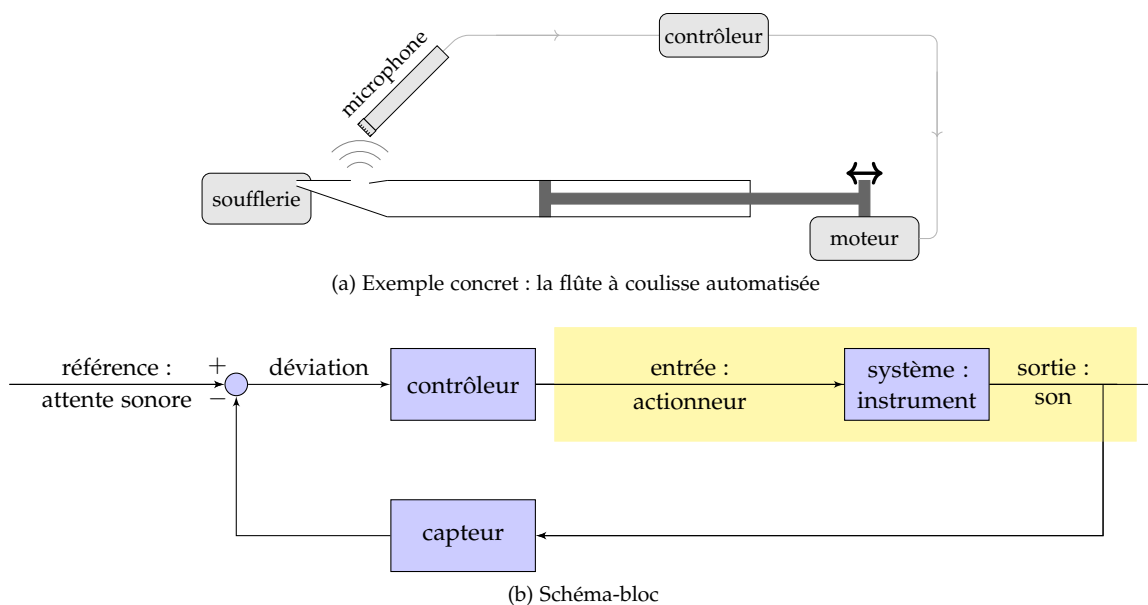 microphone
contrôleur
soufflerie
moteur
(a) Exemple concret : la flûte à coulisse automatisée
référence :
attente sonore
+
−
déviation
contrôleur
entrée :
actionneur
système :
instrument
sortie :
son
capteur
(b) Schéma-bloc